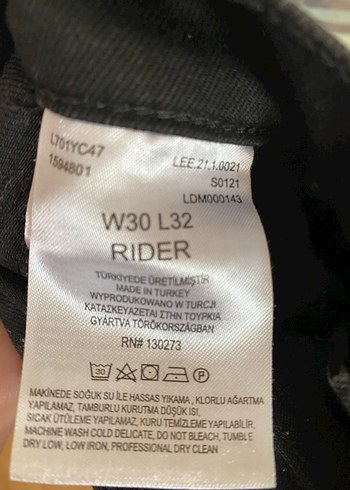 L701YC47
1594801
LEE.21.1.0021
S0121
LDM000143
W30 L32
RIDER
TÜRKİYEDE ÜRETİLMİŞTİR
MADE IN TURKEY
WYPRODUKOWANO W TURCJI
ΚΑΤΑΣΚΕΥΑΖΕΤΑΙ ΣΤΗΝ ΤΟΥΡΚΙΑ
GYÁRTVA TÖRÖKORSZÁGBAN
RN# 130273
30 P
MAKİNEDE SOĞUK SU İLE HASSAS YIKAMA , KLORLU AĞARTMA
YAPILAMAZ, TAMBURLU KURUTMA DÜŞÜK ISI,
SICAK ÜTÜLEME YAPILAMAZ, KURU TEMİZLEME YAPILABİLİR,
MACHINE WASH COLD DELICATE, DO NOT BLEACH, TUMBLE
DRY LOW, LOW IRON, PROFESSIONAL DRY CLEAN